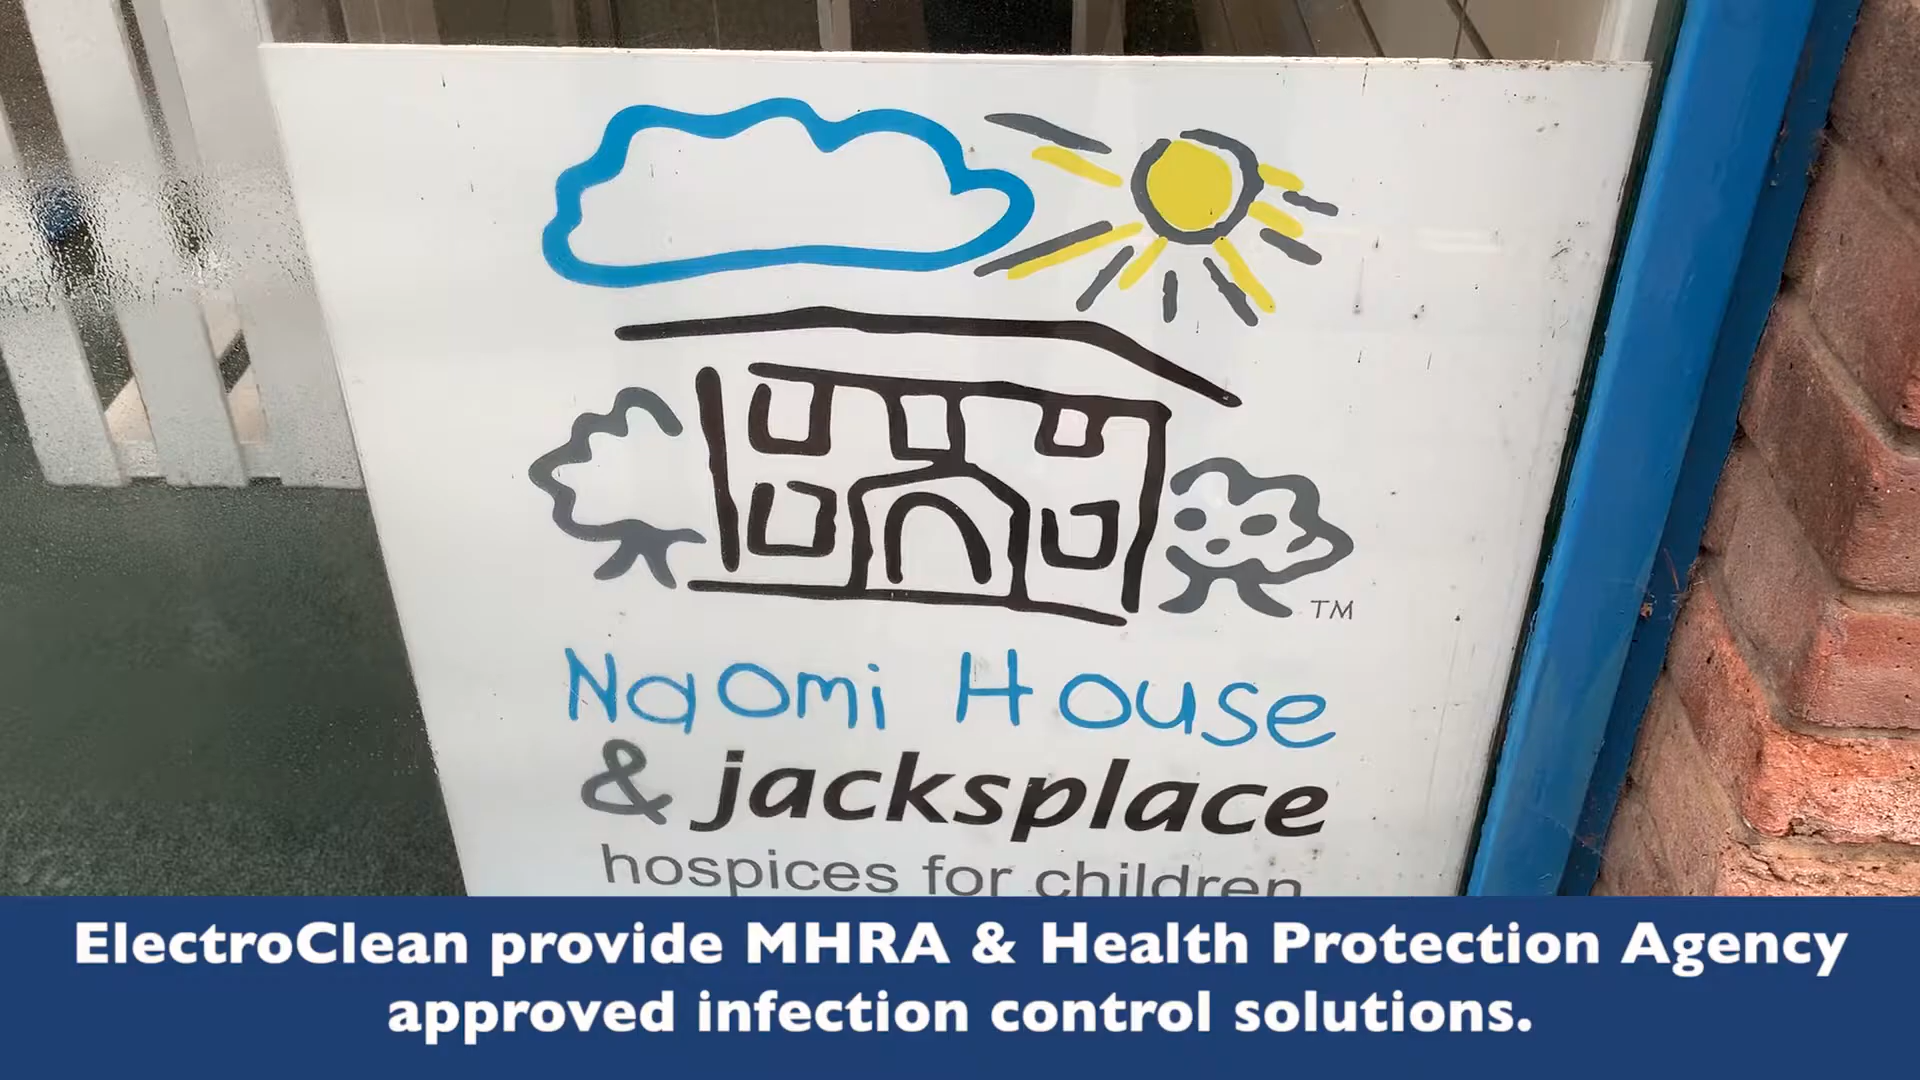 TM
Naomi House
& jacksplace
hospices for children
ElectroClean provide MHRA & Health Protection Agency
approved infection control solutions.